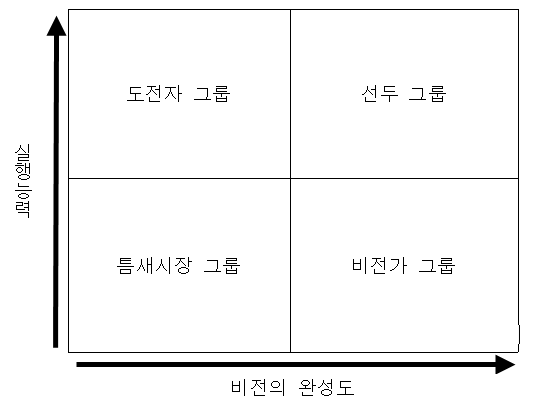 도전자 그룹
선두 그룹
실행능력
틈새시장 그룹
비전가 그룹
비전의 완성도